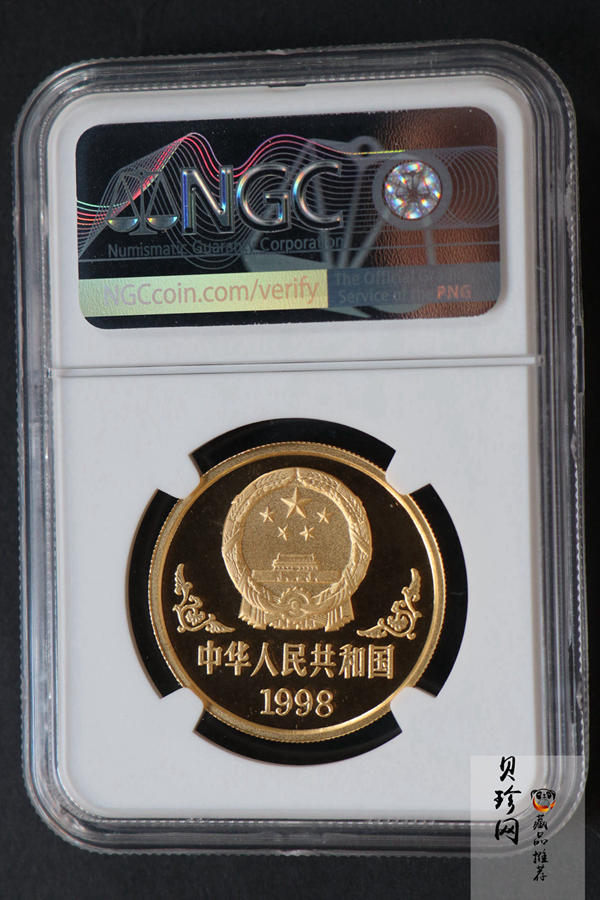 NGC
Numismatic Guaranty Corporation
NGCcoin.com/verify
The Official Gr
Service of the PNG
中华人民共和国
1998
贝珍网
藏品推荐